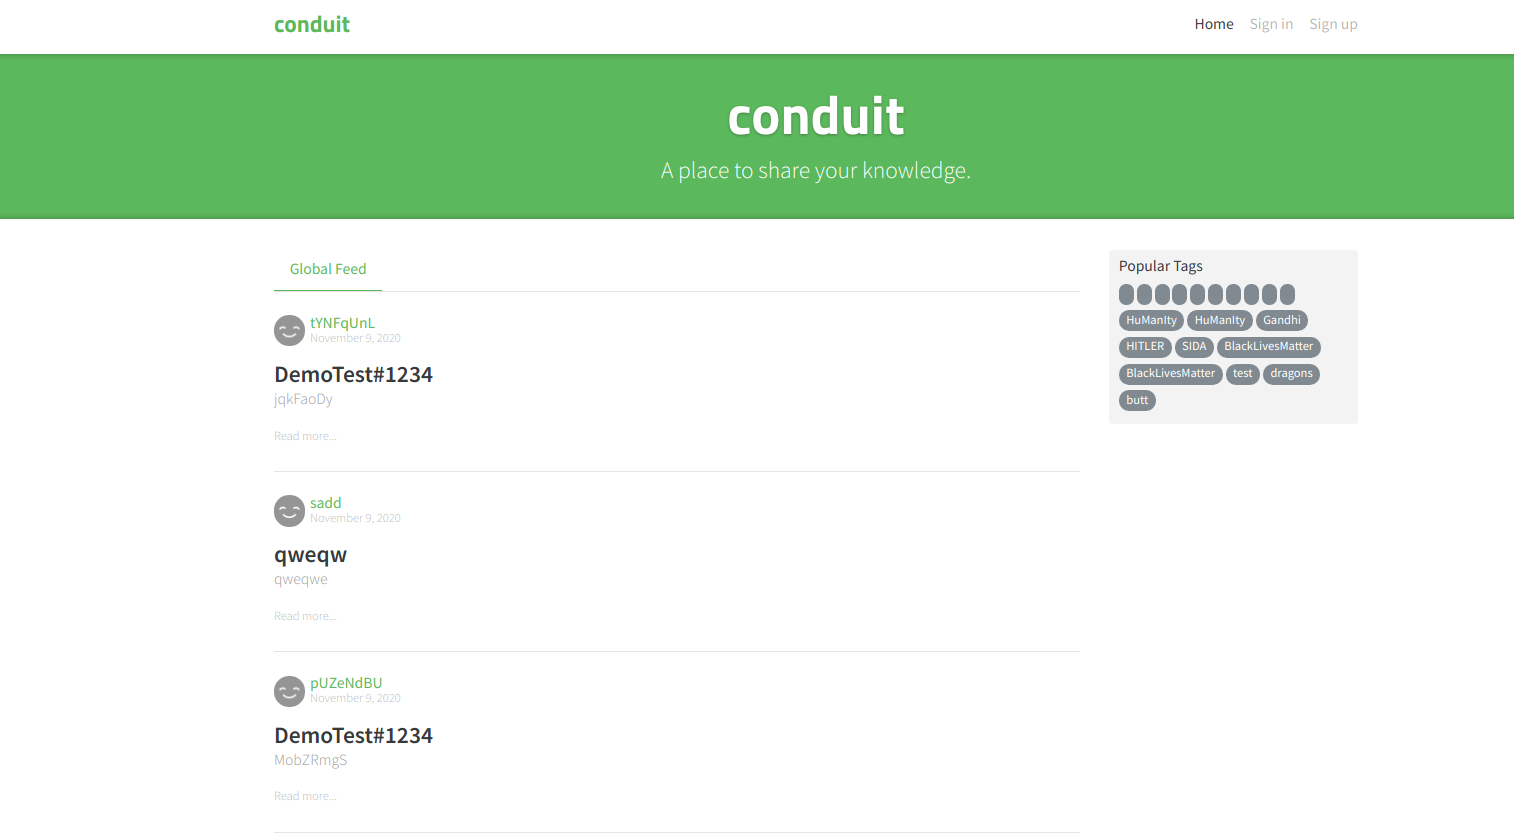 conduit
Home Sign in Sign up
conduit
A place to share your knowledge.
Global Feed
tYNFqUnL
November 9, 2020
DemoTest#1234
jqkFaoDy
Read more...
sadd
November 9, 2020
qweqw
qweqwe
Read more...
pUZeNdBU
November 9, 2020
DemoTest#1234
MobZRmgS
Read more...
Popular Tags
HuManIty HuManIty Gandhi
HITLER SIDA BlackLivesMatter
BlackLivesMatter test dragons
butt